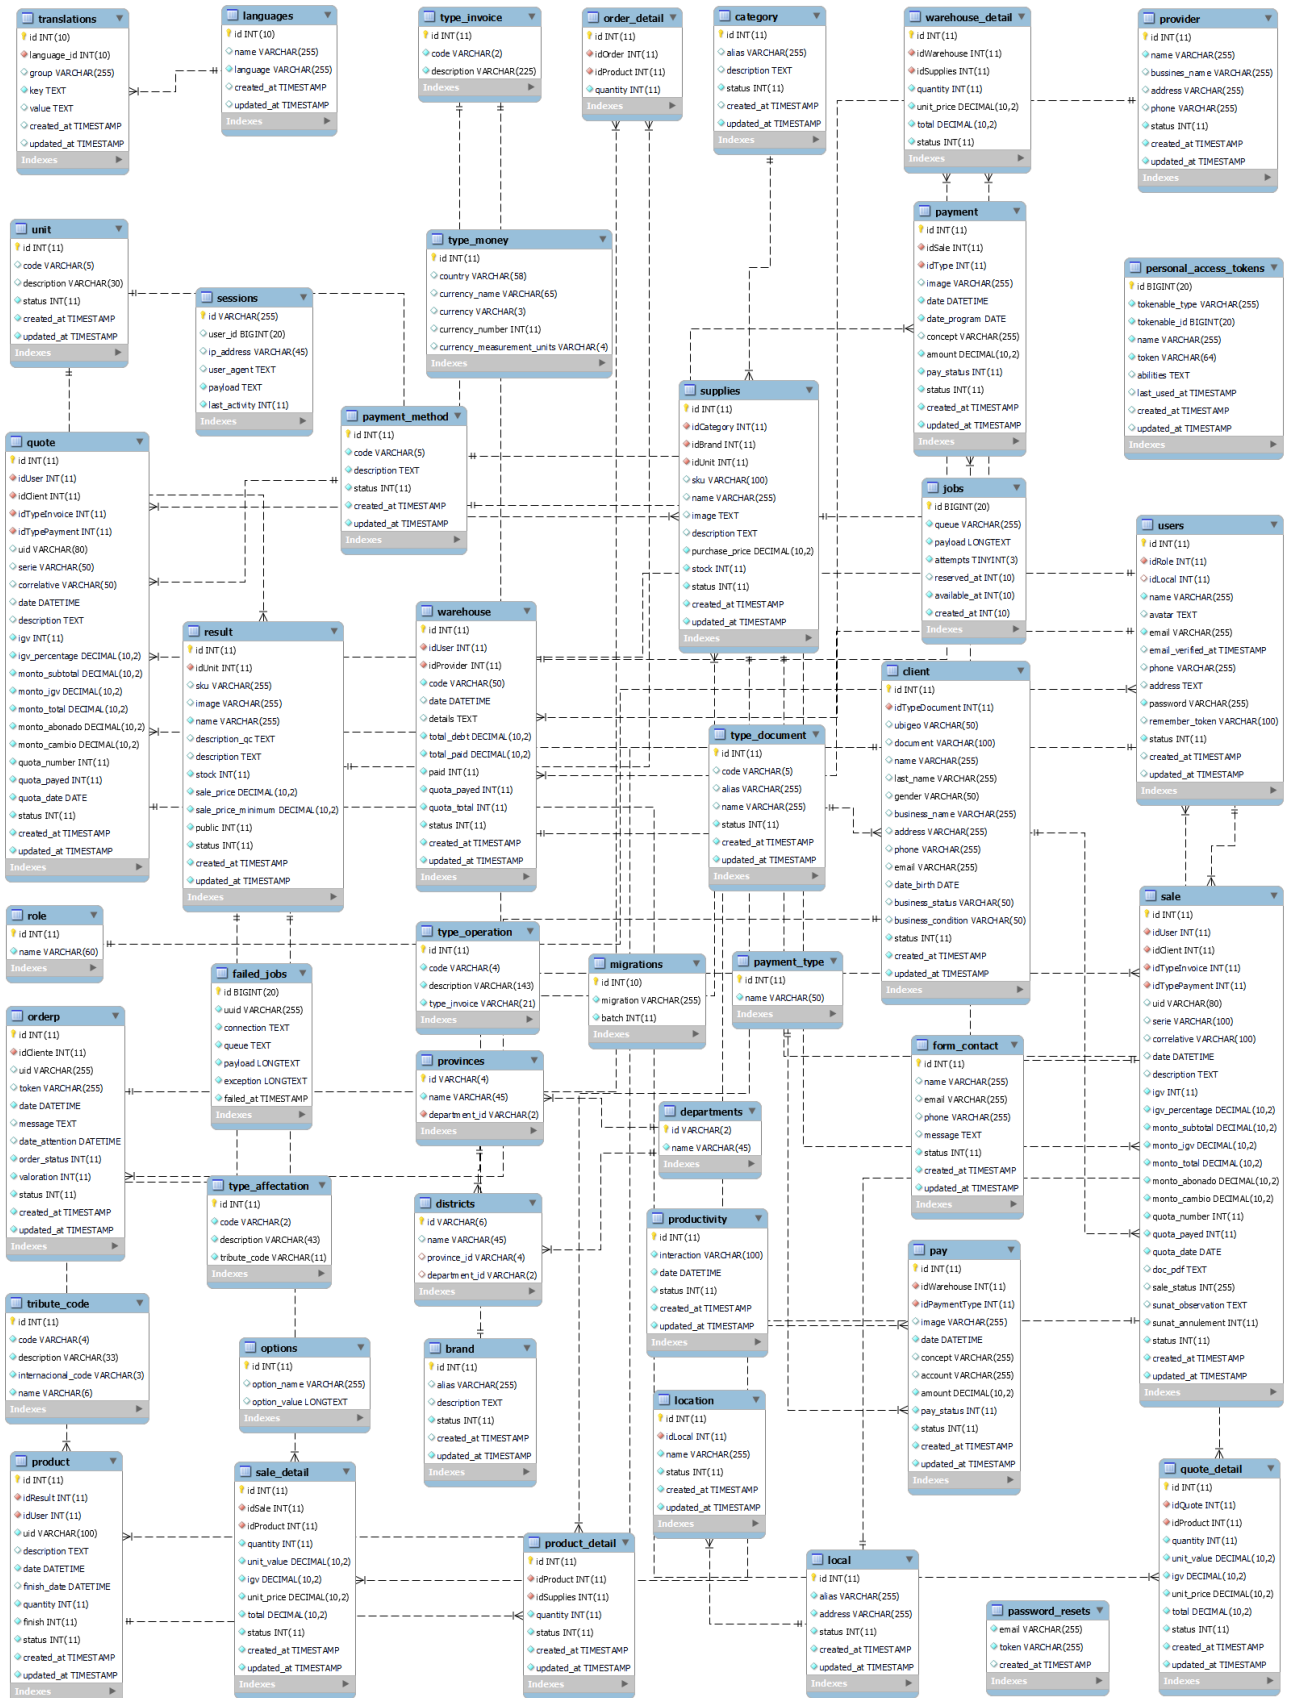 translations
id INT(10)
language_id INT(10)
group VARCHAR(255)
key TEXT
value TEXT
created_at TIMESTAMP
updated_at TIMESTAMP
Indexes
languages
id INT(10)
name VARCHAR(255)
language VARCHAR(255)
created_at TIMESTAMP
updated_at TIMESTAMP
Indexes
type_invoice
id INT(11)
code VARCHAR(2)
description VARCHAR(225)
Indexes
order_detail
id INT(11)
idOrder INT(11)
idProduct INT(11)
quantity INT(11)
Indexes
category
id INT(11)
alias VARCHAR(255)
description TEXT
status INT(11)
created_at TIMESTAMP
updated_at TIMESTAMP
Indexes
warehouse_detail
id INT(11)
idWarehouse INT(11)
idSupplies INT(11)
quantity INT(11)
unit_price DECIMAL(10,2)
total DECIMAL(10,2)
status INT(11)
Indexes
provider
id INT(11)
name VARCHAR(255)
bussines_name VARCHAR(255)
address VARCHAR(255)
phone VARCHAR(255)
status INT(11)
created_at TIMESTAMP
updated_at TIMESTAMP
Indexes
unit
id INT(11)
code VARCHAR(5)
description VARCHAR(30)
status INT(11)
created_at TIMESTAMP
updated_at TIMESTAMP
Indexes
sessions
id VARCHAR(255)
user_id BIGINT(20)
ip_address VARCHAR(45)
user_agent TEXT
payload TEXT
last_activity INT(11)
Indexes
type_money
id INT(11)
country VARCHAR(58)
currency_name VARCHAR(65)
currency VARCHAR(3)
currency_number INT(11)
currency_measurement_units VARCHAR(4)
Indexes
payment
id INT(11)
idSale INT(11)
idType INT(11)
image VARCHAR(255)
date DATETIME
date_program DATE
concept VARCHAR(255)
amount DECIMAL(10,2)
pay_status INT(11)
status INT(11)
created_at TIMESTAMP
updated_at TIMESTAMP
Indexes
personal_access_tokens
id BIGINT(20)
tokenable_type VARCHAR(255)
tokenable_id BIGINT(20)
name VARCHAR(255)
token VARCHAR(64)
abilities TEXT
last_used_at TIMESTAMP
created_at TIMESTAMP
updated_at TIMESTAMP
Indexes
quote
id INT(11)
idUser INT(11)
idClient INT(11)
idTypeInvoice INT(11)
idTypePayment INT(11)
uid VARCHAR(80)
serie VARCHAR(50)
correlative VARCHAR(50)
date DATETIME
description TEXT
igv INT(11)
igv_percentage DECIMAL(10,2)
monto_subtotal DECIMAL(10,2)
monto_igv DECIMAL(10,2)
monto_total DECIMAL(10,2)
monto_abonado DECIMAL(10,2)
monto_cambio DECIMAL(10,2)
quota_number INT(11)
quota_payed INT(11)
quota_date DATE
status INT(11)
created_at TIMESTAMP
updated_at TIMESTAMP
Indexes
payment_method
id INT(11)
code VARCHAR(5)
description TEXT
status INT(11)
created_at TIMESTAMP
updated_at TIMESTAMP
Indexes
supplies
id INT(11)
idCategory INT(11)
idBrand INT(11)
idUnit INT(11)
sku VARCHAR(100)
name VARCHAR(255)
image TEXT
description TEXT
purchase_price DECIMAL(10,2)
stock INT(11)
status INT(11)
created_at TIMESTAMP
updated_at TIMESTAMP
Indexes
jobs
id BIGINT(20)
queue VARCHAR(255)
payload LONGTEXT
attempts TINYINT(3)
reserved_at INT(10)
available_at INT(10)
created_at INT(10)
Indexes
users
id INT(11)
idRole INT(11)
idLocal INT(11)
name VARCHAR(255)
avatar TEXT
email VARCHAR(255)
email_verified_at TIMESTAMP
phone VARCHAR(255)
address TEXT
password VARCHAR(255)
remember_token VARCHAR(100)
status INT(11)
created_at TIMESTAMP
updated_at TIMESTAMP
Indexes
result
id INT(11)
idUnit INT(11)
sku VARCHAR(255)
image VARCHAR(255)
name VARCHAR(255)
description_qc TEXT
description TEXT
stock INT(11)
sale_price DECIMAL(10,2)
sale_price_minimum DECIMAL(10,2)
public INT(11)
status INT(11)
created_at TIMESTAMP
updated_at TIMESTAMP
Indexes
warehouse
id INT(11)
idUser INT(11)
idProvider INT(11)
code VARCHAR(50)
date DATETIME
details TEXT
total_debt DECIMAL(10,2)
total_paid DECIMAL(10,2)
paid INT(11)
quota_payed INT(11)
quota_total INT(11)
status INT(11)
created_at TIMESTAMP
updated_at TIMESTAMP
Indexes
type_document
id INT(11)
code VARCHAR(5)
alias VARCHAR(255)
name VARCHAR(255)
status INT(11)
created_at TIMESTAMP
updated_at TIMESTAMP
Indexes
client
id INT(11)
idTypeDocument INT(11)
ubigeo VARCHAR(50)
document VARCHAR(100)
name VARCHAR(255)
last_name VARCHAR(255)
gender VARCHAR(50)
business_name VARCHAR(255)
address VARCHAR(255)
phone VARCHAR(255)
email VARCHAR(255)
date_birth DATE
business_status VARCHAR(50)
business_condition VARCHAR(50)
status INT(11)
created_at TIMESTAMP
updated_at TIMESTAMP
Indexes
role
id INT(11)
name VARCHAR(60)
Indexes
failed_jobs
id BIGINT(20)
uuid VARCHAR(255)
connection TEXT
queue TEXT
payload LONGTEXT
exception LONGTEXT
failed_at TIMESTAMP
Indexes
type_operation
id INT(11)
code VARCHAR(4)
description VARCHAR(143)
type_invoice VARCHAR(21)
Indexes
migrations
id INT(10)
migration VARCHAR(255)
batch INT(11)
Indexes
payment_type
id INT(11)
name VARCHAR(50)
Indexes
sale
id INT(11)
idUser INT(11)
idClient INT(11)
idTypeInvoice INT(11)
idTypePayment INT(11)
uid VARCHAR(80)
serie VARCHAR(100)
correlative VARCHAR(100)
date DATETIME
description TEXT
igv INT(11)
igv_percentage DECIMAL(10,2)
monto_subtotal DECIMAL(10,2)
monto_igv DECIMAL(10,2)
monto_total DECIMAL(10,2)
monto_abonado DECIMAL(10,2)
monto_cambio DECIMAL(10,2)
quota_number INT(11)
quota_payed INT(11)
quota_date DATE
doc_pdf TEXT
sale_status INT(255)
sunat_observation TEXT
sunat_annulement INT(11)
status INT(11)
created_at TIMESTAMP
updated_at TIMESTAMP
Indexes
orderp
id INT(11)
idCliente INT(11)
uid VARCHAR(255)
token VARCHAR(255)
date DATETIME
message TEXT
date_attention DATETIME
order_status INT(11)
valoration INT(11)
status INT(11)
created_at TIMESTAMP
updated_at TIMESTAMP
Indexes
provinces
id VARCHAR(4)
name VARCHAR(45)
department_id VARCHAR(2)
Indexes
departments
id VARCHAR(2)
name VARCHAR(45)
Indexes
form_contact
id INT(11)
name VARCHAR(255)
email VARCHAR(255)
phone VARCHAR(255)
message TEXT
status INT(11)
created_at TIMESTAMP
updated_at TIMESTAMP
Indexes
type_affectation
id INT(11)
code VARCHAR(2)
description VARCHAR(43)
tribute_code VARCHAR(11)
Indexes
districts
id VARCHAR(6)
name VARCHAR(45)
province_id VARCHAR(4)
department_id VARCHAR(2)
Indexes
productivity
id INT(11)
interaction VARCHAR(100)
date DATETIME
status INT(11)
created_at TIMESTAMP
updated_at TIMESTAMP
Indexes
pay
id INT(11)
idWarehouse INT(11)
idPaymentType INT(11)
image VARCHAR(255)
date DATETIME
concept VARCHAR(255)
account VARCHAR(255)
amount DECIMAL(10,2)
pay_status INT(11)
status INT(11)
created_at TIMESTAMP
updated_at TIMESTAMP
Indexes
tribute_code
id INT(11)
code VARCHAR(4)
description VARCHAR(33)
internacional_code VARCHAR(3)
name VARCHAR(6)
Indexes
options
id INT(11)
option_name VARCHAR(255)
option_value LONGTEXT
Indexes
brand
id INT(11)
alias VARCHAR(255)
description TEXT
status INT(11)
created_at TIMESTAMP
updated_at TIMESTAMP
Indexes
location
id INT(11)
idLocal INT(11)
name VARCHAR(255)
status INT(11)
created_at TIMESTAMP
updated_at TIMESTAMP
Indexes
product
id INT(11)
idResult INT(11)
idUser INT(11)
uid VARCHAR(100)
description TEXT
date DATETIME
finish_date DATETIME
quantity INT(11)
finish INT(11)
status INT(11)
created_at TIMESTAMP
updated_at TIMESTAMP
Indexes
sale_detail
id INT(11)
idSale INT(11)
idProduct INT(11)
quantity INT(11)
unit_value DECIMAL(10,2)
igv DECIMAL(10,2)
unit_price DECIMAL(10,2)
total DECIMAL(10,2)
status INT(11)
created_at TIMESTAMP
updated_at TIMESTAMP
Indexes
product_detail
id INT(11)
idProduct INT(11)
idSupplies INT(11)
quantity INT(11)
status INT(11)
created_at TIMESTAMP
updated_at TIMESTAMP
Indexes
local
id INT(11)
alias VARCHAR(255)
address VARCHAR(255)
status INT(11)
created_at TIMESTAMP
updated_at TIMESTAMP
Indexes
password_resets
email VARCHAR(255)
token VARCHAR(255)
created_at TIMESTAMP
Indexes
quote_detail
id INT(11)
idQuote INT(11)
idProduct INT(11)
quantity INT(11)
unit_value DECIMAL(10,2)
igv DECIMAL(10,2)
unit_price DECIMAL(10,2)
total DECIMAL(10,2)
status INT(11)
created_at TIMESTAMP
updated_at TIMESTAMP
Indexes